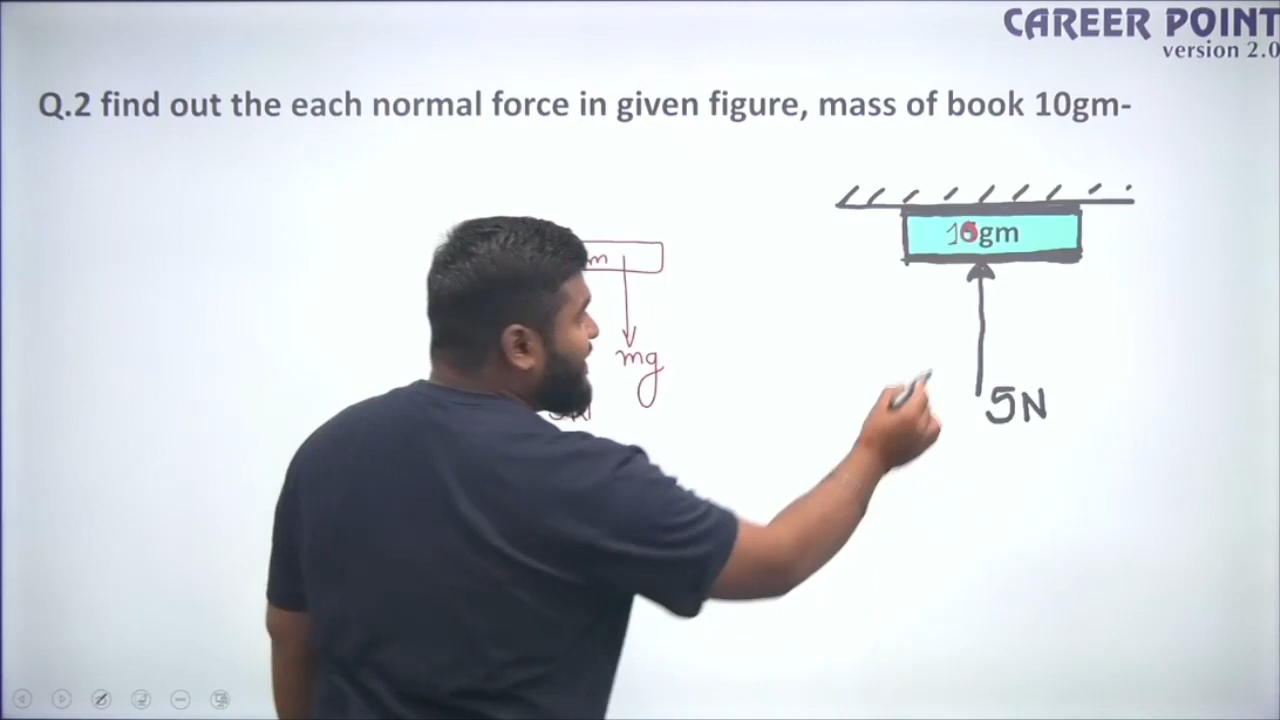 CAREER POINT
version 2.0
Q.2 find out the each normal force in given figure, mass of book 10gm-
gm
m
mg
5N